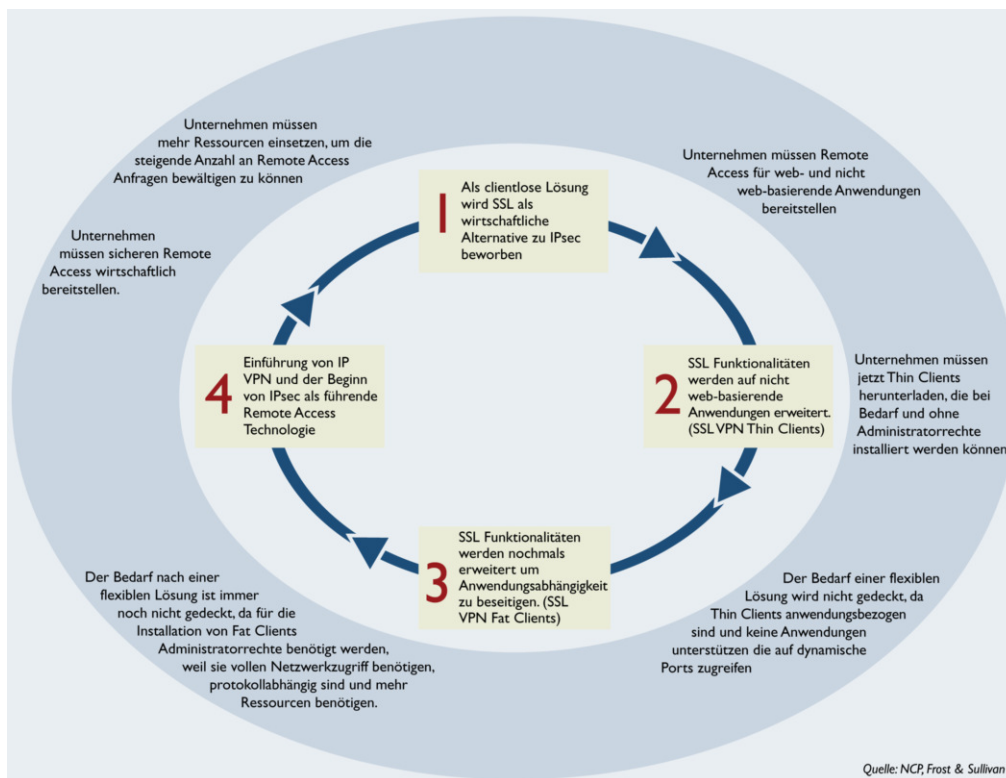 Unternehmen müssen
mehr Ressourcen einsetzen, um die
steigende Anzahl an Remote Access
Anfragen bewältigen zu können
Unternehmen müssen Remote
Access für web- und nicht
web-basierende Anwendungen
bereitstellen
1
Als clientlose Lösung
wird SSL als
wirtschaftliche
Alternative zu IPsec
beworben
Unternehmen
müssen sicheren Remote
Access wirtschaftlich
bereitstellen.
4
Einführung von IP
VPN und der Beginn
von IPsec als führende
Remote Access
Technologie
2
SSL Funktionalitäten
werden auf nicht
web-basierende
Anwendungen erweitert.
(SSL VPN Thin Clients)
Unternehmen müssen
jetzt Thin Clients
herunterladen, die bei
Bedarf und ohne
Administratorrechte
installiert werden können
3
SSL Funktionalitäten
werden nochmals
erweitert um
Anwendungsabhängigkeit
zu beseitigen. (SSL
VPN Fat Clients)
Der Bedarf nach einer
flexiblen Lösung ist immer
noch nicht gedeckt, da für die
Installation von Fat Clients
Administratorrechte benötigt werden,
weil sie vollen Netzwerkzugriff benötigen,
protokollabhängig sind und mehr
Ressourcen benötigen.
Der Bedarf einer flexiblen
Lösung wird nicht gedeckt, da
Thin Clients anwendungsbezogen
sind und keine Anwendungen
unterstützen die auf dynamische
Ports zugreifen
Quelle: NCP, Frost & Sullivan